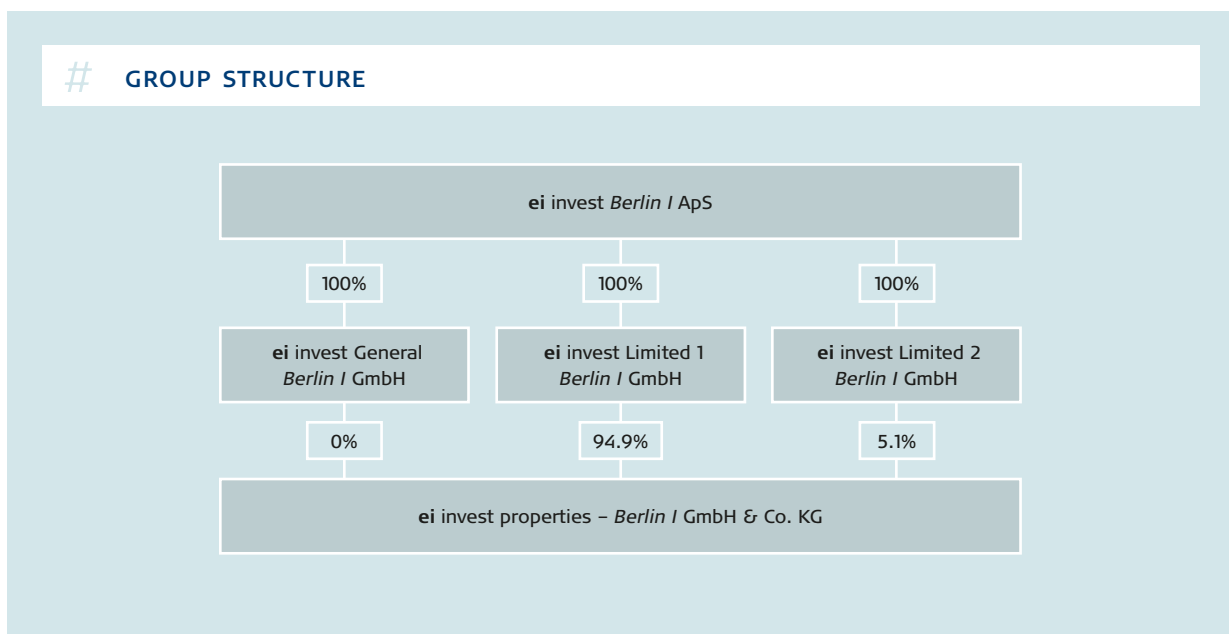 # GROUP STRUCTURE
ei invest Berlin I ApS
100%
100%
100%
ei invest General
Berlin I GmbH
ei invest Limited 1
Berlin I GmbH
ei invest Limited 2
Berlin I GmbH
0%
94.9%
5.1%
ei invest properties – Berlin I GmbH & Co. KG